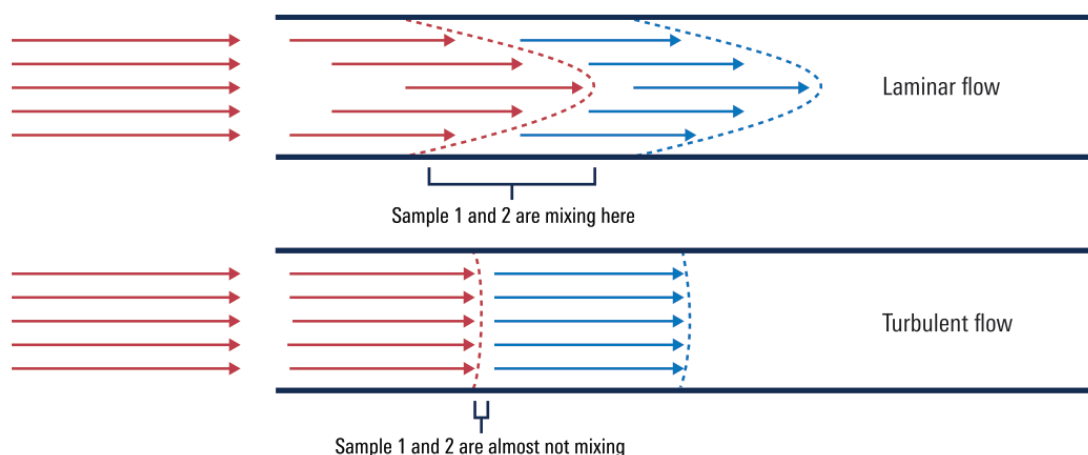 Laminar flow
Sample 1 and 2 are mixing here
Turbulent flow
Sample 1 and 2 are almost not mixing